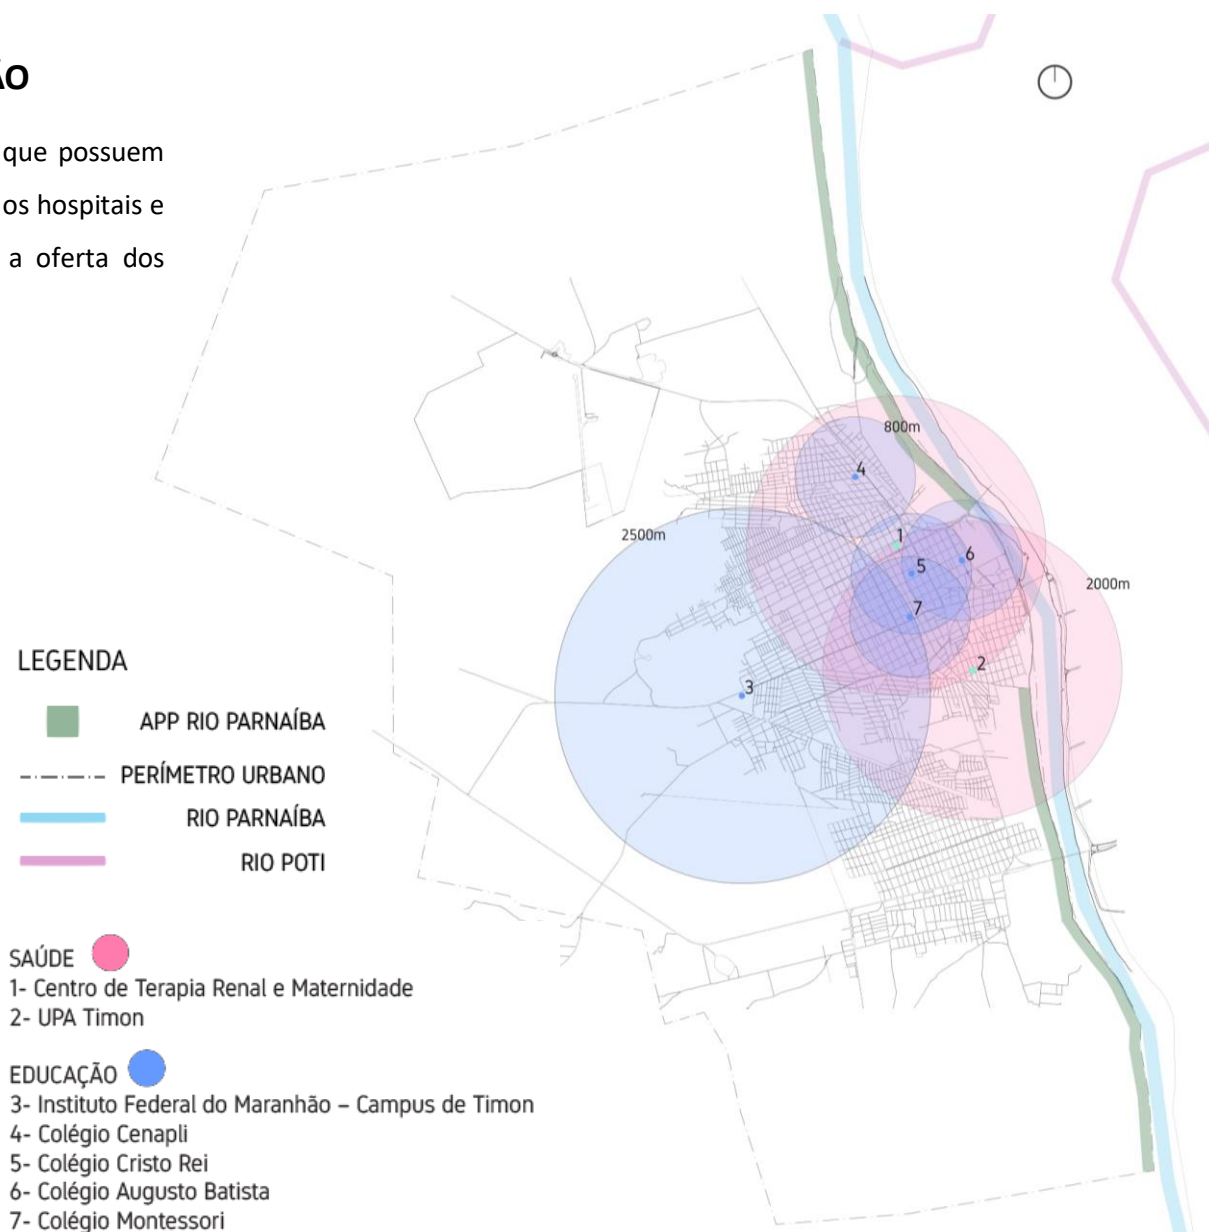 ÃO
que possuem
os hospitais e
a oferta dos
800m
4
2500m
1
5
6
7
2000m
2
3
LEGENDA
APP RIO PARNAÍBA
PERÍMETRO URBANO
RIO PARNAÍBA
RIO POTI
SAÚDE
1- Centro de Terapia Renal e Maternidade
2- UPA Timon
EDUCAÇÃO
3- Instituto Federal do Maranhão – Campus de Timon
4- Colégio Cenapli
5- Colégio Cristo Rei
6- Colégio Augusto Batista
7- Colégio Montessori